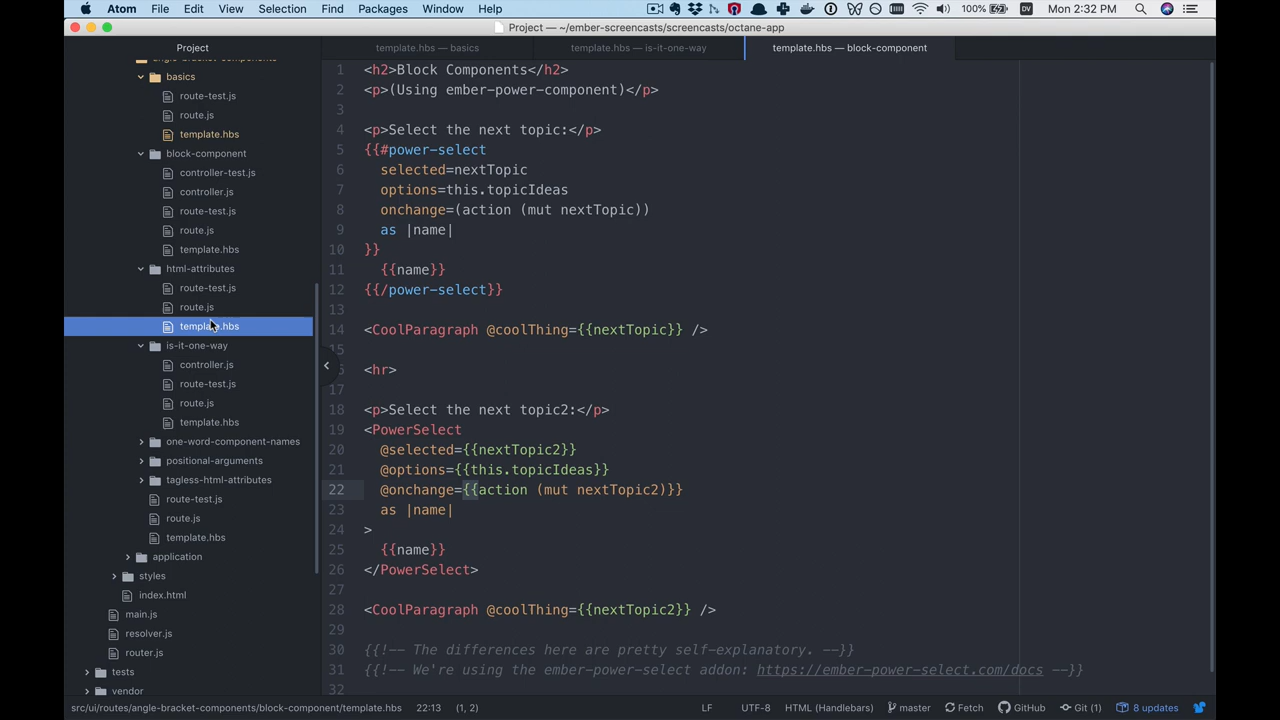 Atom File Edit View Selection Find Packages Window Help 100% DV Mon 2:32 PM
Project — ~/ember-screencasts/screencasts/octane-app
Project
template.hbs — basics
template.hbs — is-it-one-way
template.hbs — block-component
angle-bracket-components
basics
route-test.js
route.js
template.hbs
block-component
controller-test.js
controller.js
route-test.js
route.js
template.hbs
html-attributes
route-test.js
route.js
template.hbs
is-it-one-way
controller.js
route-test.js
route.js
template.hbs
one-word-component-names
positional-arguments
tagless-html-attributes
route-test.js
route.js
template.hbs
application
styles
index.html
main.js
resolver.js
router.js
tests
vendor
1 <h2>Block Components</h2>
2 <p>(Using ember-power-component)</p>
3
4 <p>Select the next topic:</p>
5 {{#power-select
6 selected=nextTopic
7 options=this.topicIdeas
8 onchange=(action (mut nextTopic))
9 as |name|
10 }}
11 {{name}}
12 {{/power-select}}
13
14 <CoolParagraph @coolThing={{nextTopic}} />
15
16 <hr>
17
18 <p>Select the next topic2:</p>
19 <PowerSelect
20 @selected={{nextTopic2}}
21 @options={{this.topicIdeas}}
22 @onchange={{action (mut nextTopic2)}}
23 as |name|
24 >
25 {{name}}
26 </PowerSelect>
27
28 <CoolParagraph @coolThing={{nextTopic2}} />
29
30 {{!-- The differences here are pretty self-explanatory. --}}
31 {{!-- We're using the ember-power-select addon: https://ember-power-select.com/docs --}}
32
src/ui/routes/angle-bracket-components/block-component/template.hbs 22:13 (1, 2) LF UTF-8 HTML (Handlebars) master Fetch GitHub Git (1) 8 updates